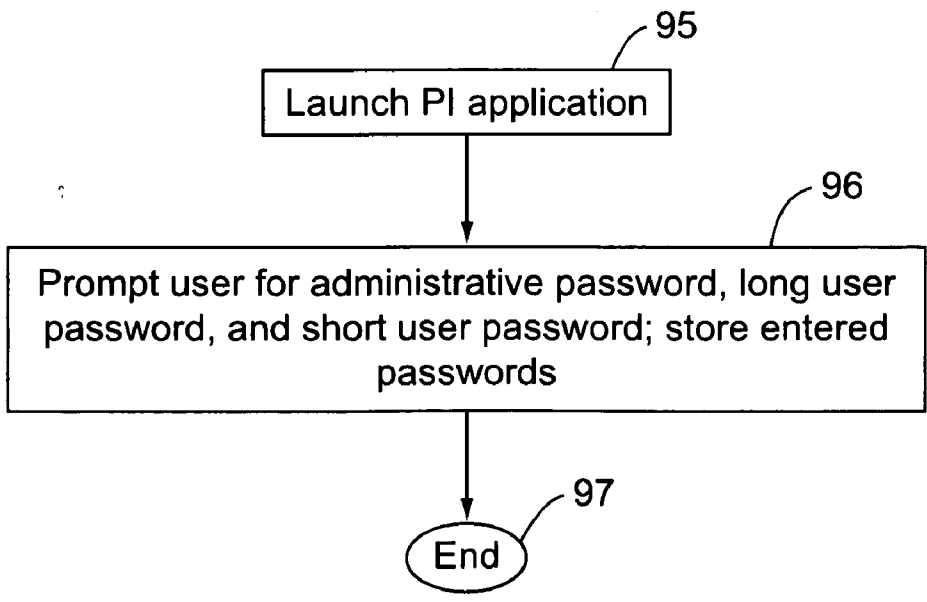 95
Launch PI application
96
Prompt user for administrative password, long user
password, and short user password; store entered
passwords
97
End